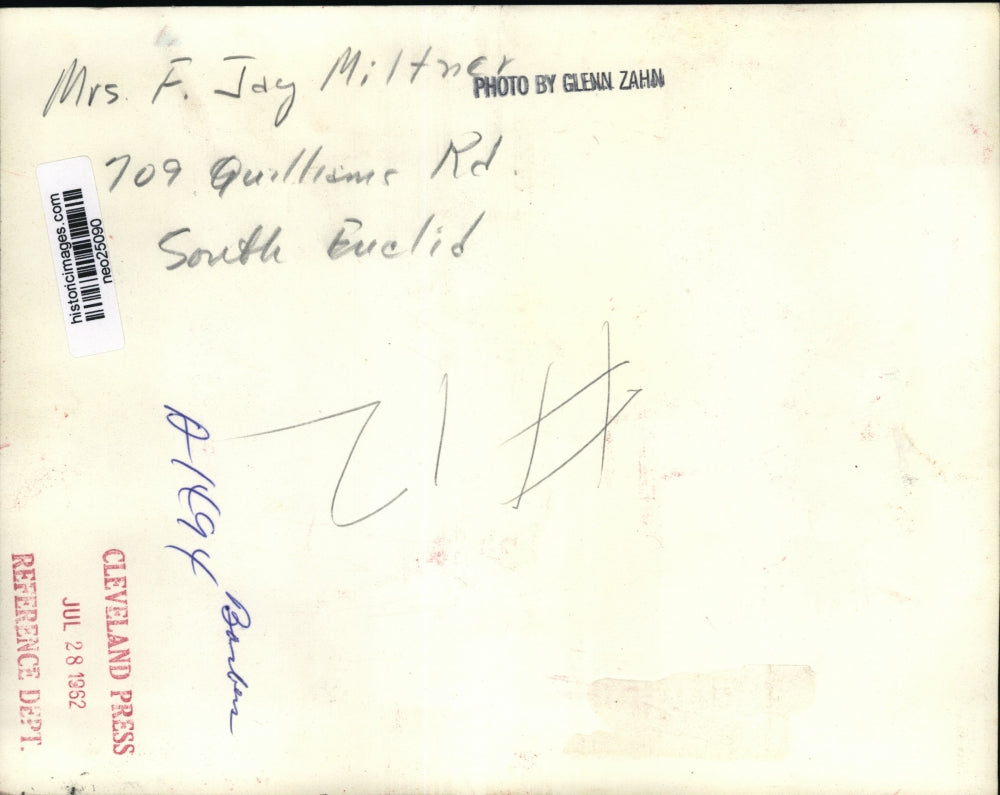 Mrs. F. Jay Miltner
PHOTO BY GLENN ZAHN
709 Quilliams Rd.
South Euclid
historicimages.com
neo25090
A-1494
CLEVELAND PRESS
JUL 28 1962
REFERENCE DEPT.